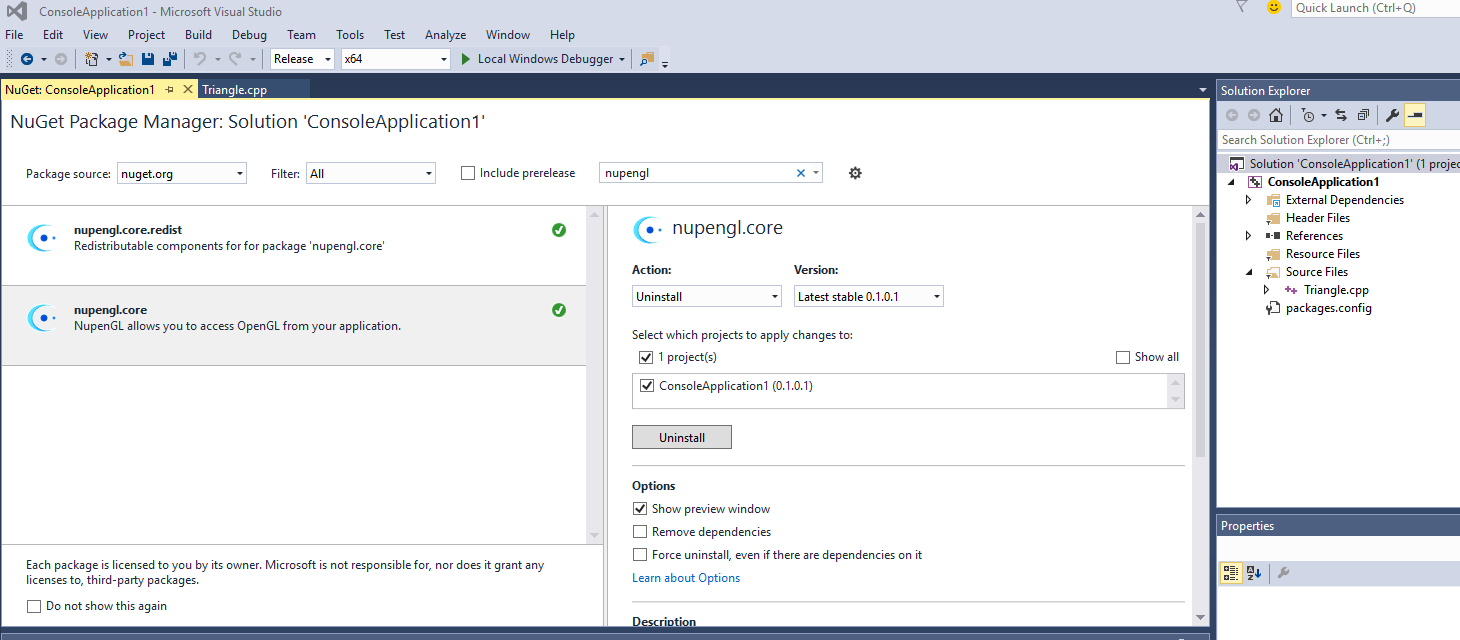 ConsoleApplication1 - Microsoft Visual Studio
Quick Launch (Ctrl+Q)
File Edit View Project Build Debug Team Tools Test Analyze Window Help
Release x64 Local Windows Debugger
NuGet: ConsoleApplication1 Triangle.cpp
NuGet Package Manager: Solution 'ConsoleApplication1'
Package source: nuget.org Filter: All Include prerelease nupengl
nupengl.core.redist
Redistributable components for for package 'nupengl.core'
nupengl.core
NupenGL allows you to access OpenGL from your application.
Each package is licensed to you by its owner. Microsoft is not responsible for, nor does it grant any
licenses to, third-party packages.
Do not show this again
nupengl.core
Action: Version:
Uninstall Latest stable 0.1.0.1
Select which projects to apply changes to:
1 project(s) Show all
ConsoleApplication1 (0.1.0.1)
Uninstall
Options
Show preview window
Remove dependencies
Force uninstall, even if there are dependencies on it
Learn about Options
Description
Solution Explorer
Search Solution Explorer (Ctrl+;)
Solution 'ConsoleApplication1' (1 projec
ConsoleApplication1
External Dependencies
Header Files
References
Resource Files
Source Files
Triangle.cpp
packages.config
Properties